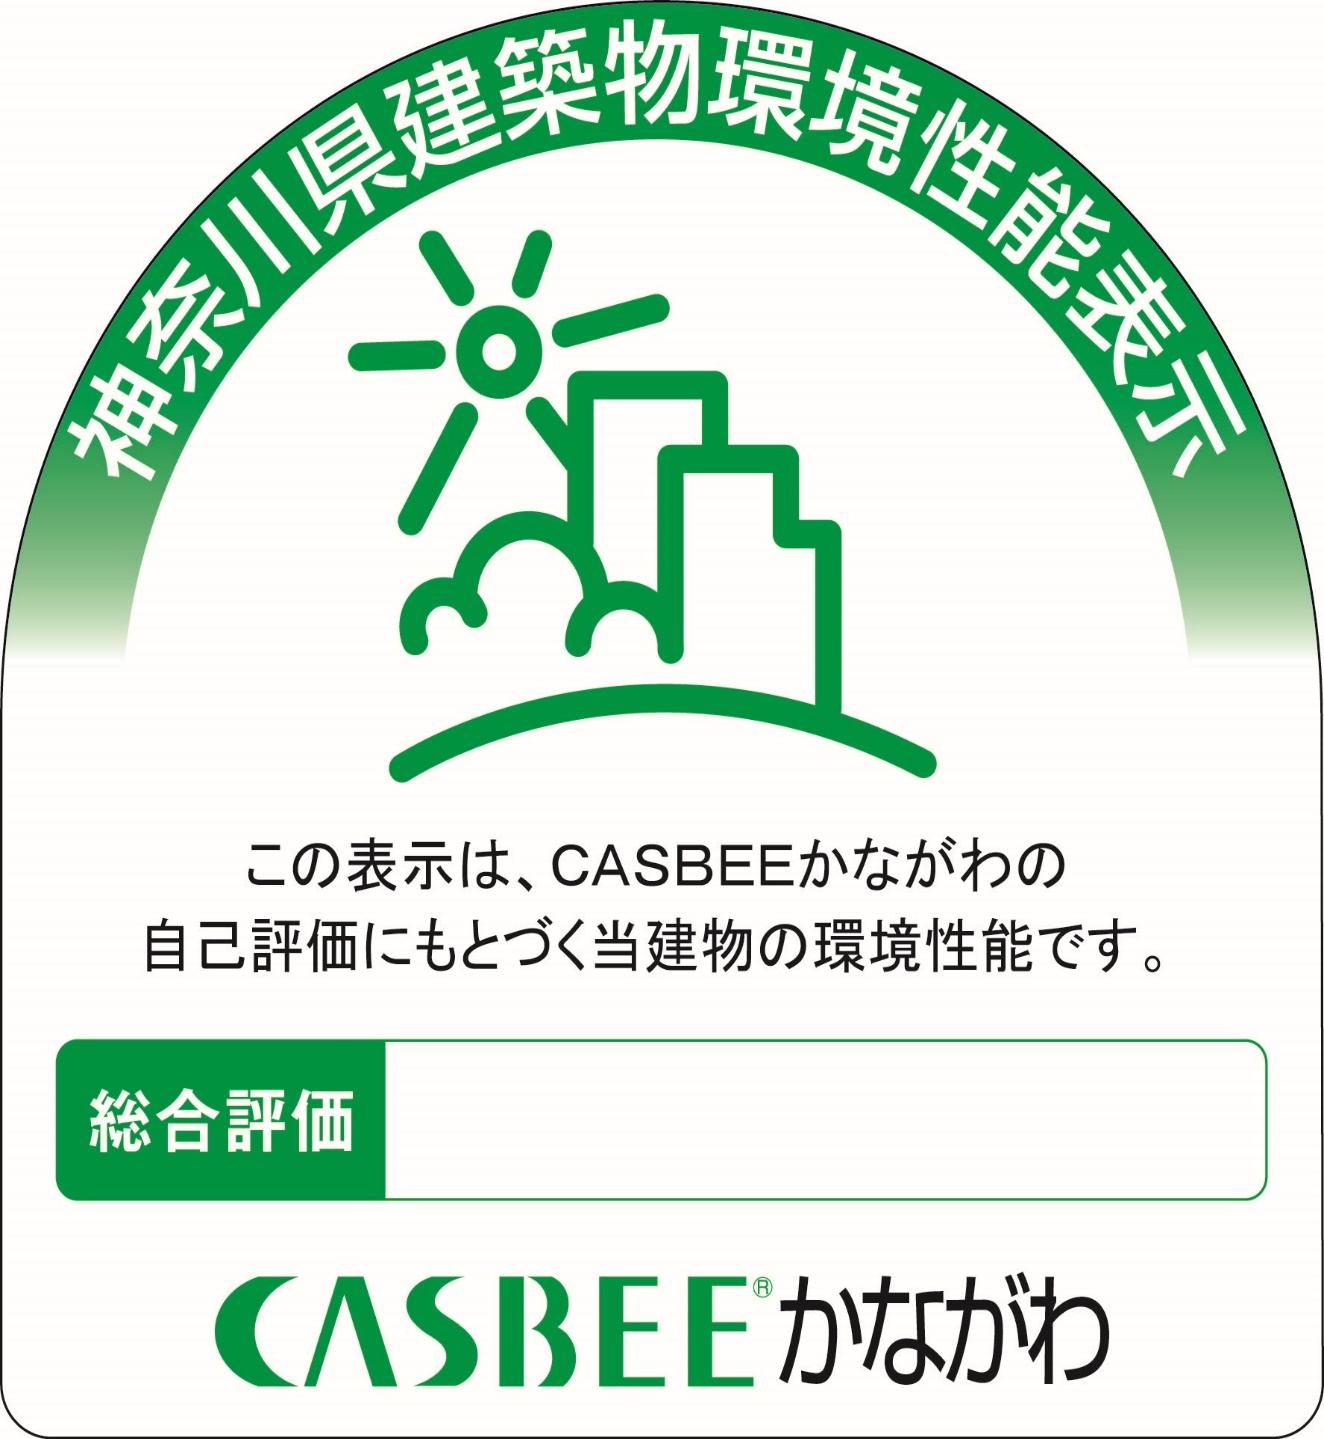 神奈川県建築物環境性能表示
この表示は、CASBEEかながわの
自己評価にもとづく当建物の環境性能です。
総合評価
CASBEE®かながわ